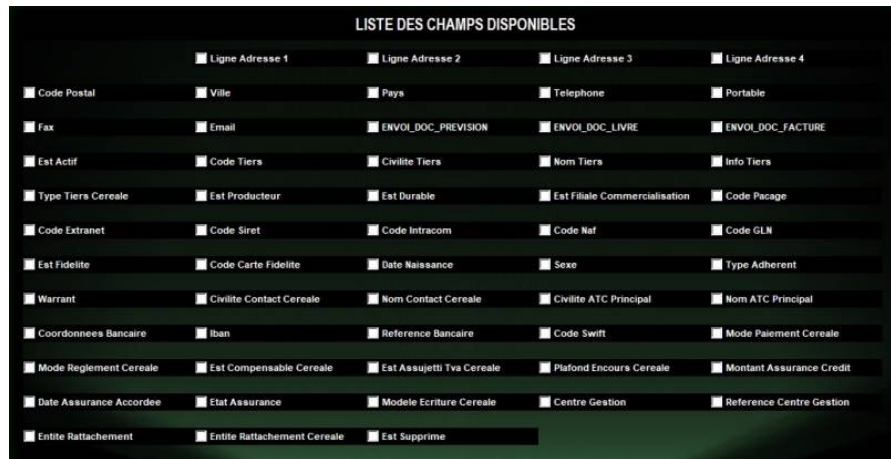 LISTE DES CHAMPS DISPONIBLES
Ligne Adresse 1 Ligne Adresse 2 Ligne Adresse 3 Ligne Adresse 4
Code Postal Ville Pays Telephone Portable
Fax Email ENVOI_DOC_PREVISION ENVOI_DOC_LIVRE ENVOI_DOC_FACTURE
Est Actif Code Tiers Civilite Tiers Nom Tiers Info Tiers
Type Tiers Cereale Est Producteur Est Durable Est Filiale Commercialisation Code Pacage
Code Extranet Code Siret Code Intracom Code Naf Code GLN
Est Fidelite Code Carte Fidelite Date Naissance Sexe Type Adherent
Warrant Civilite Contact Cereale Nom Contact Cereale Civilite ATC Principal Nom ATC Principal
Coordonnees Bancaire Iban Reference Bancaire Code Swift Mode Paiement Cereale
Mode Reglement Cereale Est Compensable Cereale Est Assujetti Tva Cereale Plafond Encours Cereale Montant Assurance Credit
Date Assurance Accordee Etat Assurance Modele Ecriture Cereale Centre Gestion Reference Centre Gestion
Entite Rattachement Entite Rattachement Cereale Est Supprime